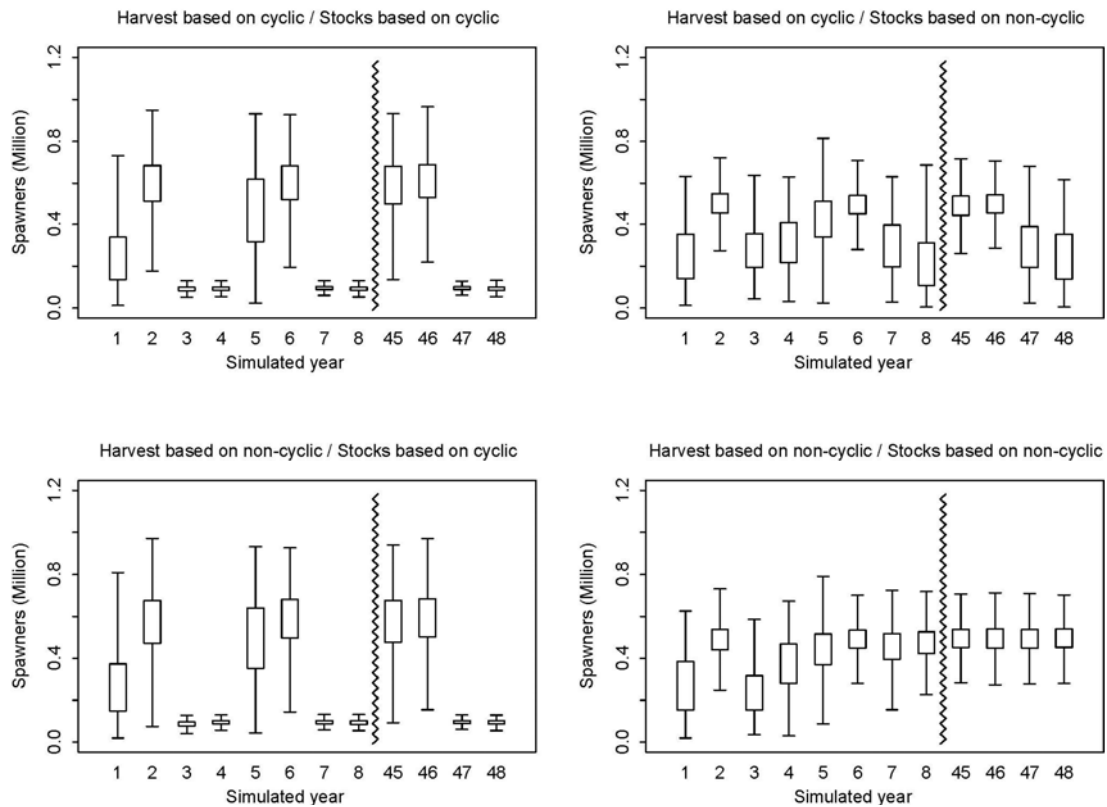 Harvest based on cyclic / Stocks based on cyclic
Spawners (Million)
1.2
0.8
0.4
0.0
1 2 3 4 5 6 7 8 45 46 47 48
Simulated year
Harvest based on cyclic / Stocks based on non-cyclic
Spawners (Million)
1.2
0.8
0.4
0.0
1 2 3 4 5 6 7 8 45 46 47 48
Simulated year
Harvest based on non-cyclic / Stocks based on cyclic
Spawners (Million)
1.2
0.8
0.4
0.0
1 2 3 4 5 6 7 8 45 46 47 48
Simulated year
Harvest based on non-cyclic / Stocks based on non-cyclic
Spawners (Million)
1.2
0.8
0.4
0.0
1 2 3 4 5 6 7 8 45 46 47 48
Simulated year